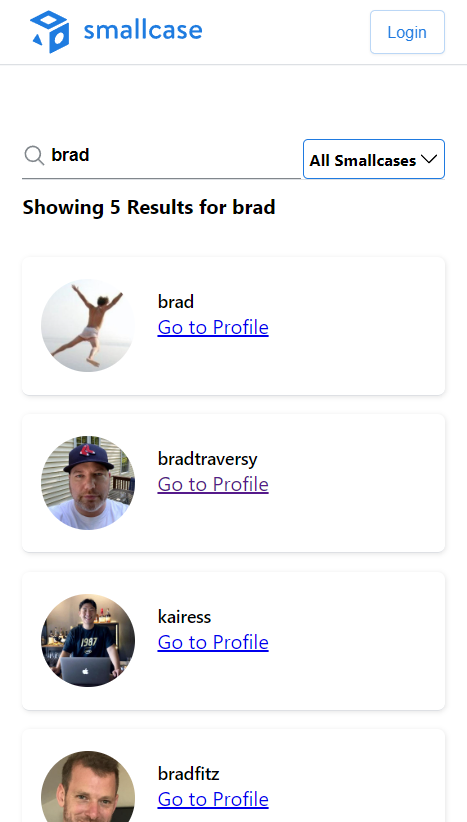 smallcase
Login
brad
All Smallcases
Showing 5 Results for brad
brad
Go to Profile
bradtraversy
Go to Profile
kairess
1987
Go to Profile
bradfitz
Go to Profile